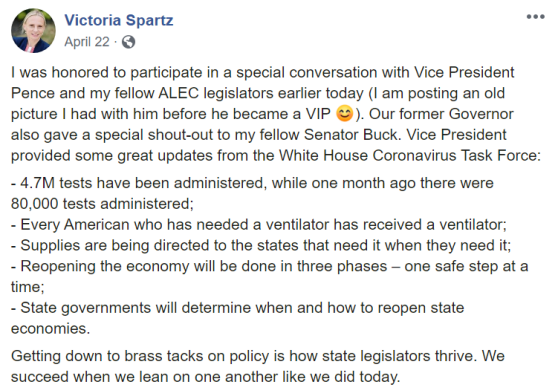 Victoria Spartz
April 22 ·
I was honored to participate in a special conversation with Vice President
Pence and my fellow ALEC legislators earlier today (I am posting an old
picture I had with him before he became a VIP 😊). Our former Governor
also gave a special shout-out to my fellow Senator Buck. Vice President
provided some great updates from the White House Coronavirus Task Force:
- 4.7M tests have been administered, while one month ago there were
80,000 tests administered;
- Every American who has needed a ventilator has received a ventilator;
- Supplies are being directed to the states that need it when they need it;
- Reopening the economy will be done in three phases – one safe step at a
time;
- State governments will determine when and how to reopen state
economies.
Getting down to brass tacks on policy is how state legislators thrive. We
succeed when we lean on one another like we did today.